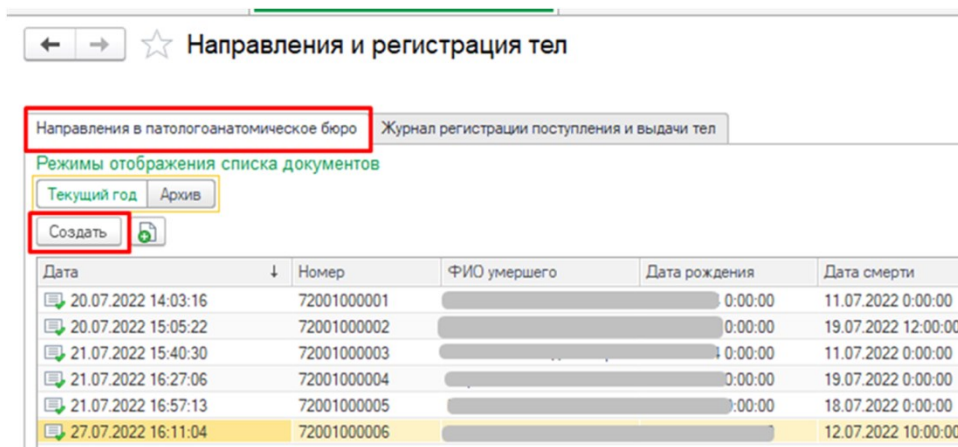 Направления и регистрация тел
Направления в патологоанатомическое бюро Журнал регистрации поступления и выдачи тел
Режимы отображения списка документов
Текущий год Архив
Создать
Дата ↓ Номер ФИО умершего Дата рождения Дата смерти
20.07.2022 14:03:16 72001000001 0:00:00 11.07.2022 0:00:00
20.07.2022 15:05:22 72001000002 0:00:00 19.07.2022 12:00:00
21.07.2022 15:40:30 72001000003 0:00:00 11.07.2022 0:00:00
21.07.2022 16:27:06 72001000004 0:00:00 19.07.2022 0:00:00
21.07.2022 16:57:13 72001000005 :00:00 18.07.2022 0:00:00
27.07.2022 16:11:04 72001000006 12.07.2022 10:00:00